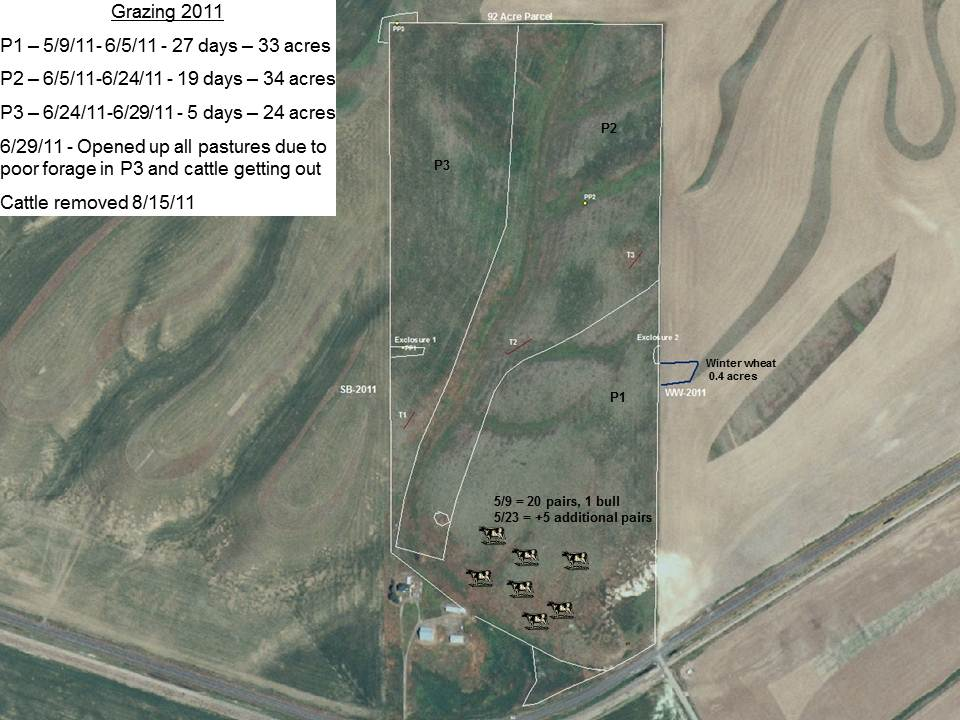 Grazing 2011
P1 – 5/9/11- 6/5/11 - 27 days – 33 acres
P2 – 6/5/11-6/24/11 - 19 days – 34 acres
P3 – 6/24/11-6/29/11 - 5 days – 24 acres
6/29/11 - Opened up all pastures due to
poor forage in P3 and cattle getting out
Cattle removed 8/15/11
92 Acre Parcel
PP3
P2
P3
PP2
T3
Exclosure 1
PP1
T2
Exclosure 2
Winter wheat
0.4 acres
SB-2011
WW-2011
P1
T1
5/9 = 20 pairs, 1 bull
5/23 = +5 additional pairs